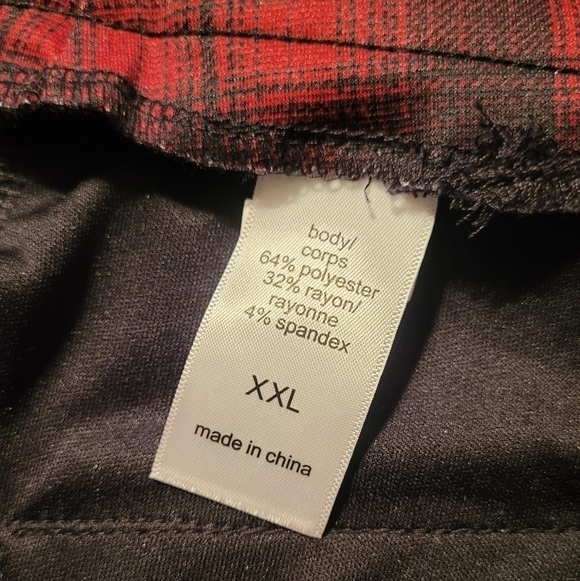 body/
corps
64% polyester
32% rayon/
rayonne
4% spandex
XXL
made in china